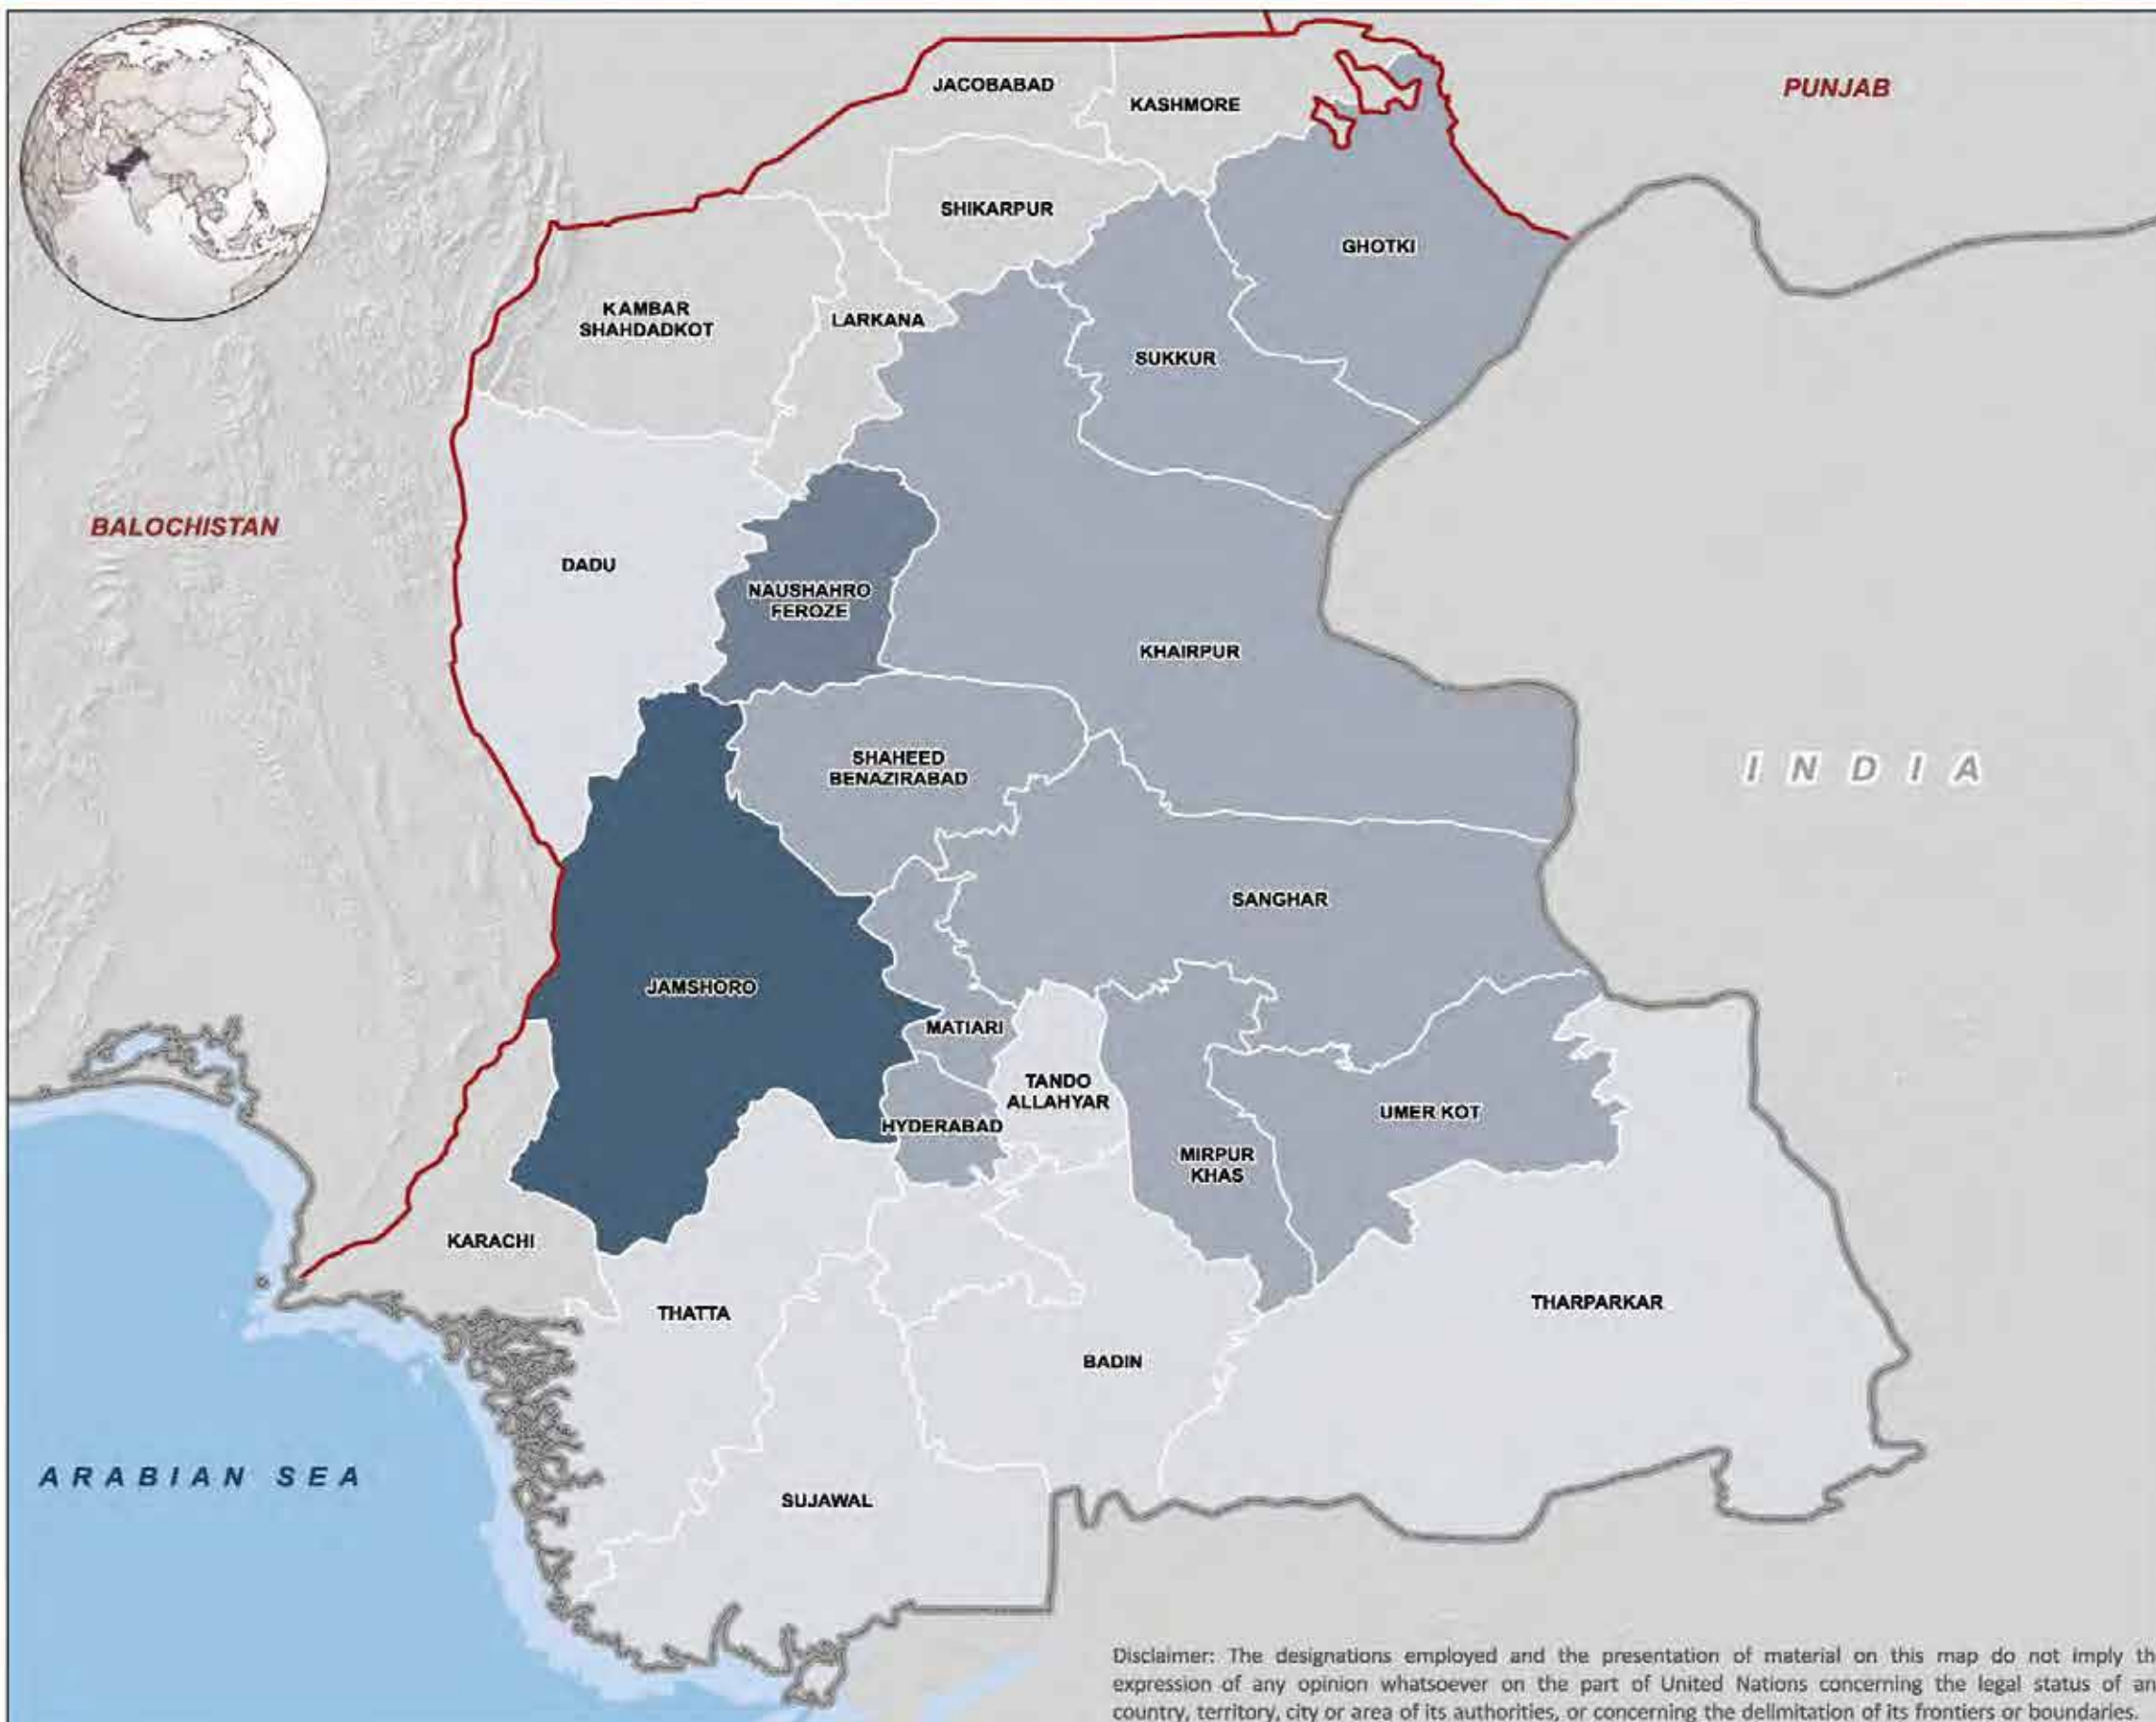 JACOBABAD
PUNJAB
KASHMORE
SHIKARPUR
GHOTKI
KAMBAR
SHAHDADKOT
LARKANA
SUKKUR
BALOCHISTAN
DADU
NAUSHAHRO
FEROZE
KHAIRPUR
SHAHEED
BENAZIRABAD
INDIA
SANGHAR
JAMSHORO
MATIARI
TANDO
ALLAHYAR
HYDERABAD
UMER KOT
MIRPUR
KHAS
KARACHI
THATTA
THARPARKAR
BADIN
ARABIAN SEA
SUJAWAL
Disclaimer: The designations employed and the presentation of material on this map do not imply th
expression of any opinion whatsoever on the part of United Nations concerning the legal status of an
country, territory, city or area of its authorities, or concerning the delimitation of its frontiers or boundaries.